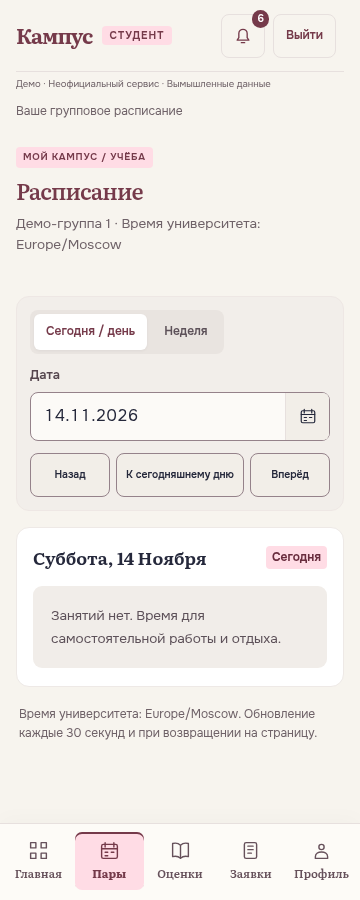 Кампус СТУДЕНТ 6 Выйти
Демо · Неофициальный сервис · Вымышленные данные
Ваше групповое расписание
МОЙ КАМПУС / УЧЁБА
Расписание
Демо-группа 1 · Время университета:
Europe/Moscow
Сегодня / день Неделя
Дата
14.11.2026
Назад К сегодняшнему дню Вперёд
Суббота, 14 Ноября Сегодня
Занятий нет. Время для
самостоятельной работы и отдыха.
Время университета: Europe/Moscow. Обновление
каждые 30 секунд и при возвращении на страницу.
Главная Пары Оценки Заявки Профиль